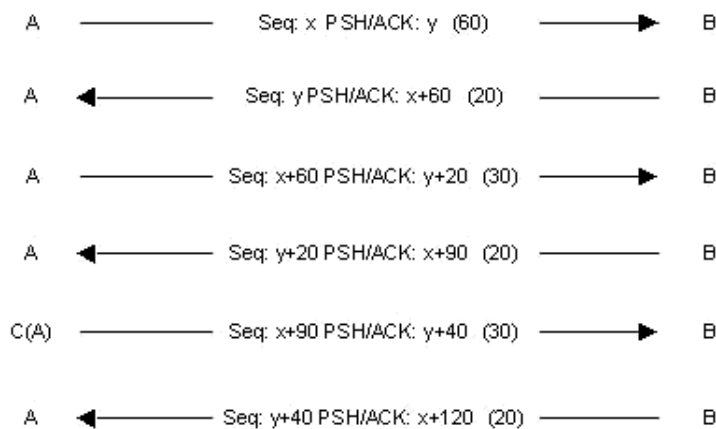 A Seq: x PSH/ACK: y (60) B
A Seq: y PSH/ACK: x+60 (20) B
A Seq: x+60 PSH/ACK: y+20 (30) B
A Seq: y+20 PSH/ACK: x+90 (20) B
C(A) Seq: x+90 PSH/ACK: y+40 (30) B
A Seq: y+40 PSH/ACK: x+120 (20) B